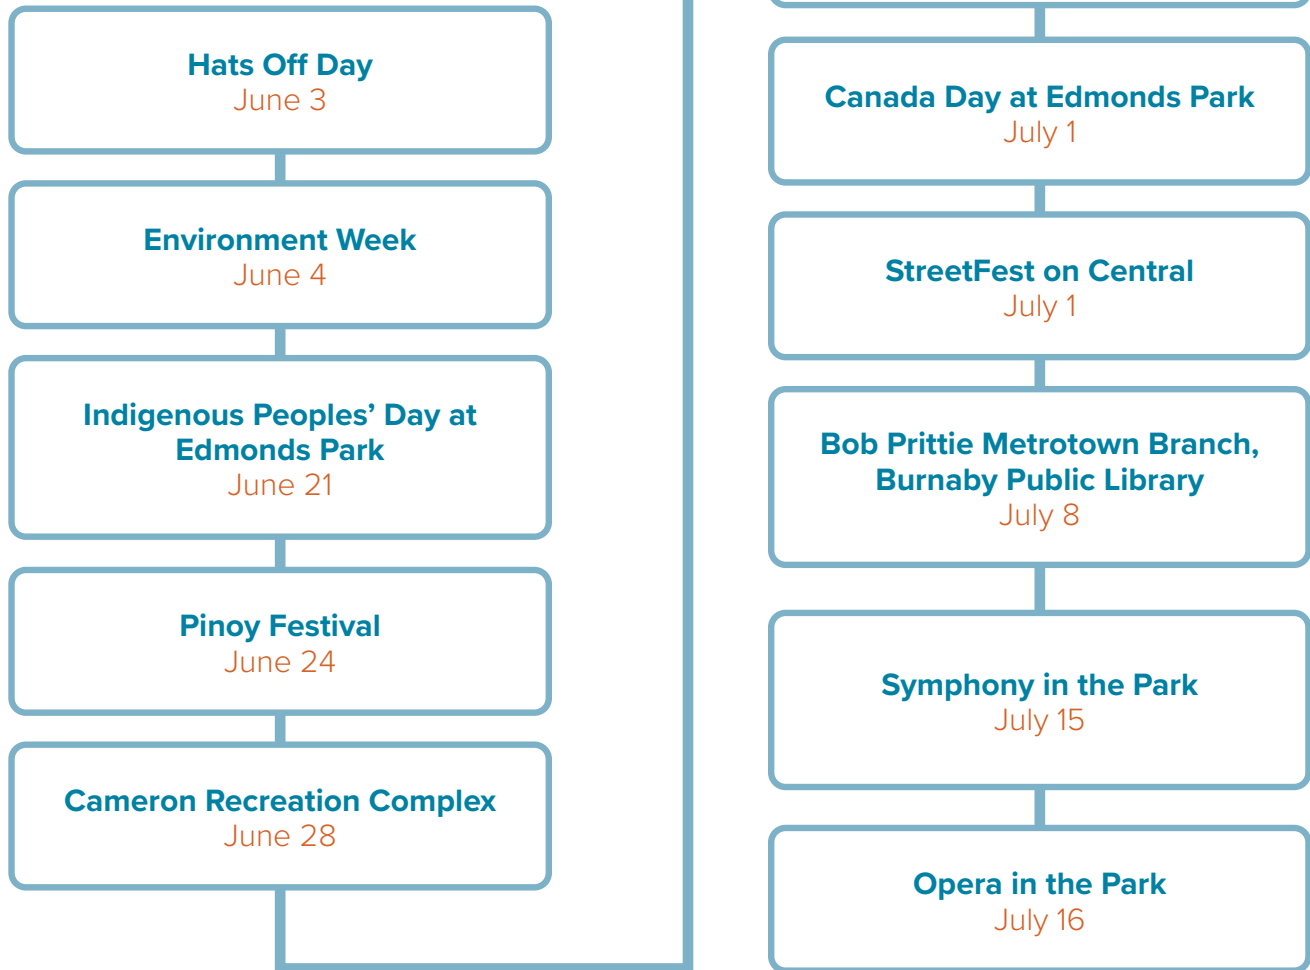 Hats Off Day
June 3
Environment Week
June 4
Indigenous Peoples’ Day at
Edmonds Park
June 21
Pinoy Festival
June 24
Cameron Recreation Complex
June 28
Canada Day at Edmonds Park
July 1
StreetFest on Central
July 1
Bob Prittie Metrotown Branch,
Burnaby Public Library
July 8
Symphony in the Park
July 15
Opera in the Park
July 16